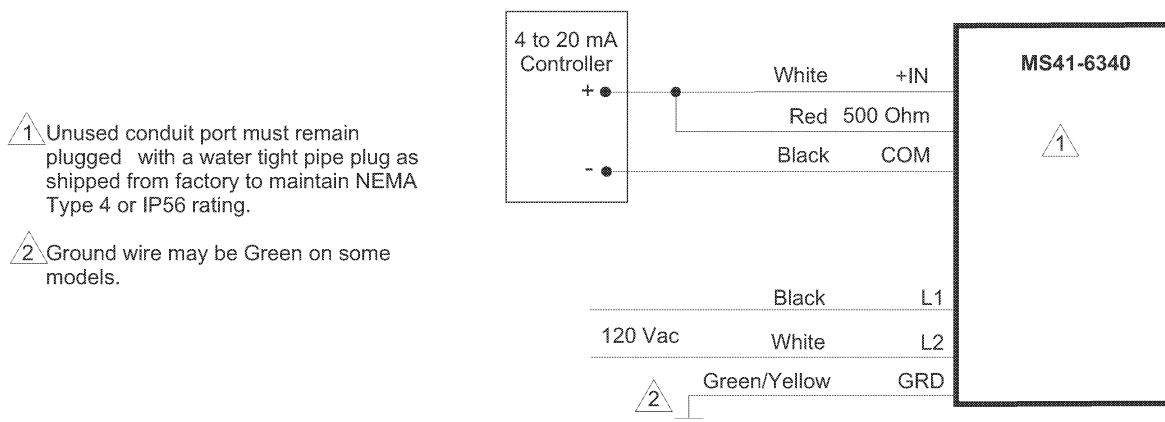 4 to 20 mA
Controller
+
-
White +IN
Red 500 Ohm
Black COM
MS41-6340
1
1 Unused conduit port must remain
plugged with a water tight pipe plug as
shipped from factory to maintain NEMA
Type 4 or IP56 rating.
2 Ground wire may be Green on some
models.
Black L1
120 Vac
White L2
Green/Yellow GRD
2